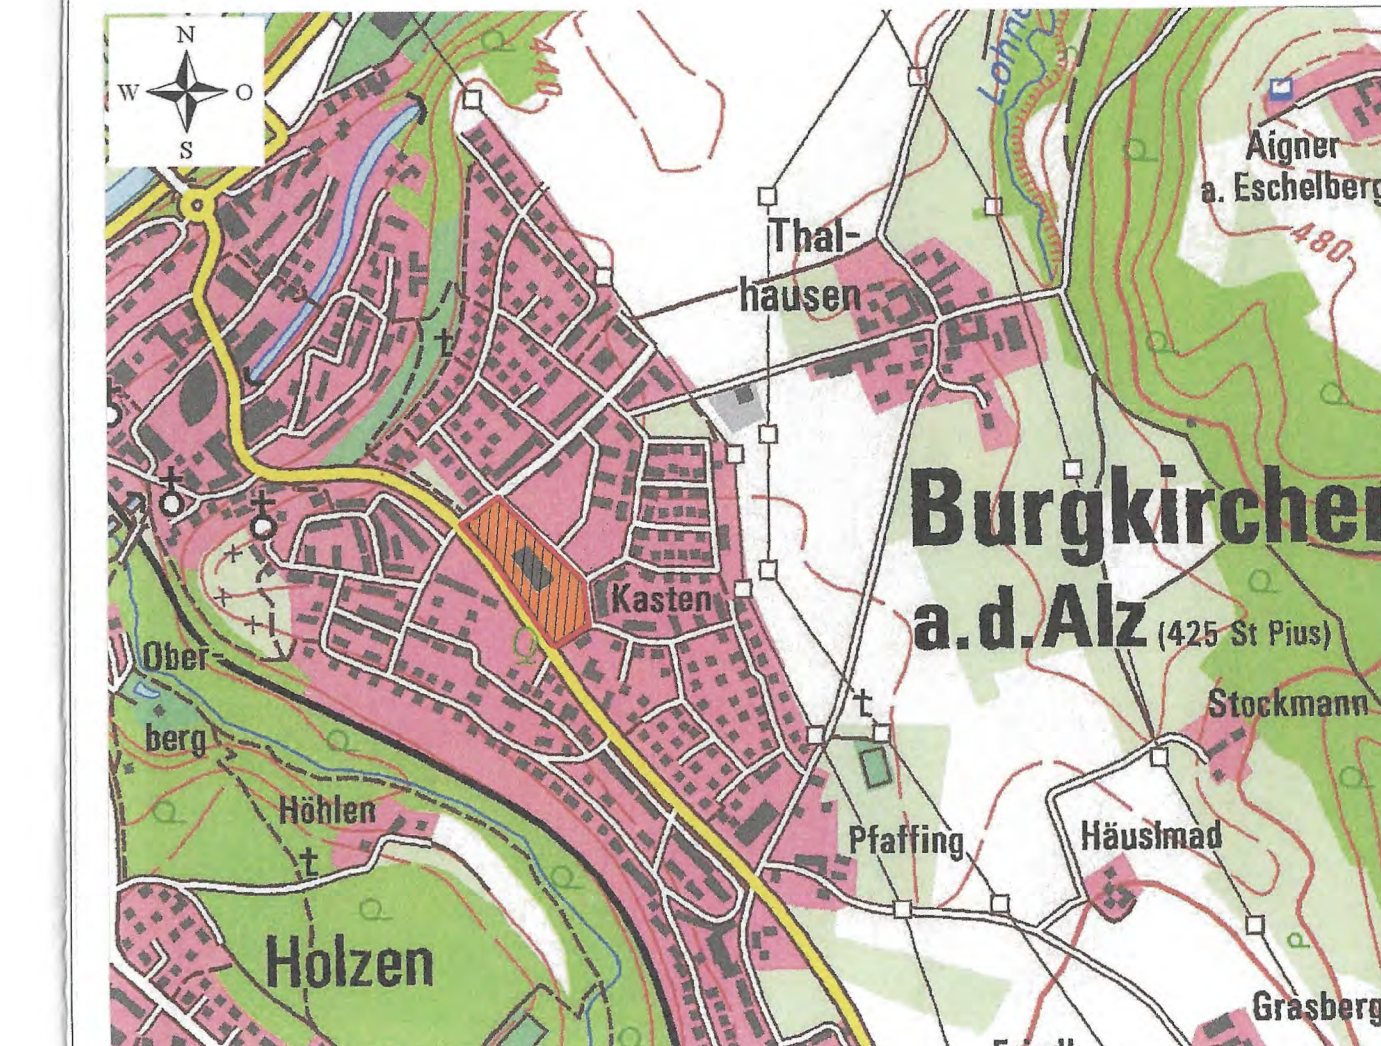 N
W O
S
440
Lohne
Aigner
a. Eschelberg
480
Thal-
hausen
Burgkirchen
a.d.Alz (425 St Pius)
Kasten
Ober-
berg
Stockmann
Höhlen
Pfaffing
Häuslmad
Holzen
Grasberg